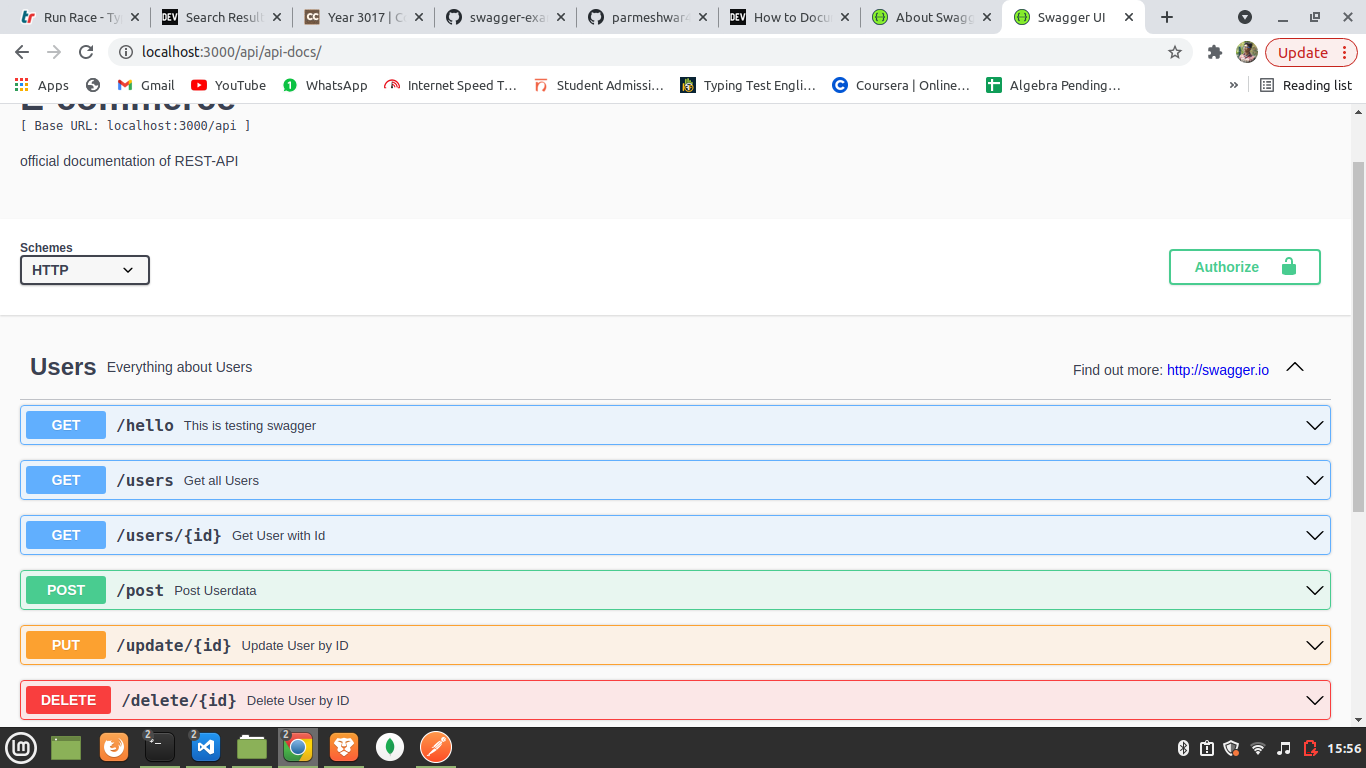 Run Race - Ty
Search Result
Year 3017 | Co
swagger-exa
parmeshwar
How to Docu
About Swagg
Swagger UI
localhost:3000/api/api-docs/
Update
Apps
Gmail
YouTube
WhatsApp
Internet Speed T…
Student Admissi…
Typing Test Engli…
Coursera | Online…
Algebra Pending…
»
Reading list
E-commerce
[ Base URL: localhost:3000/api ]
official documentation of REST-API
Schemes
HTTP
Authorize
Users Everything about Users
Find out more: http://swagger.io
GET /hello This is testing swagger
GET /users Get all Users
GET /users/{id} Get User with Id
POST /post Post Userdata
PUT /update/{id} Update User by ID
DELETE /delete/{id} Delete User by ID
2 2 2
15:56